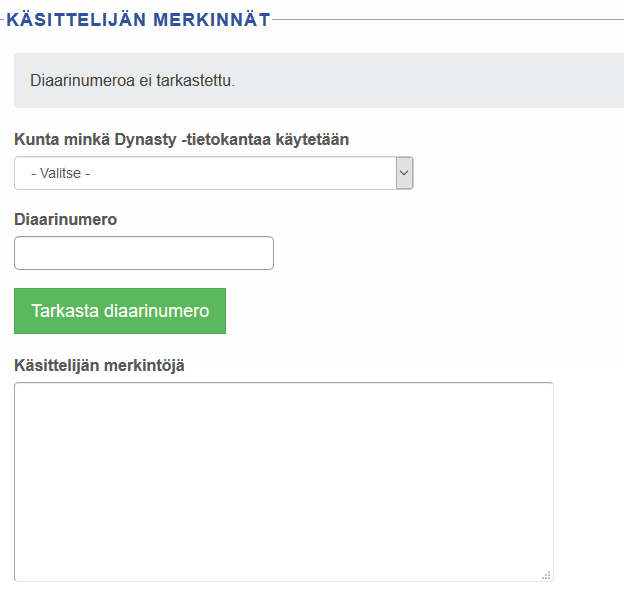 KÄSITTELIJÄN MERKINNÄT
Diaarinumeroa ei tarkastettu.
Kunta minkä Dynasty -tietokantaa käytetään
- Valitse -
Diaarinumero
Tarkasta diaarinumero
Käsittelijän merkintöjä